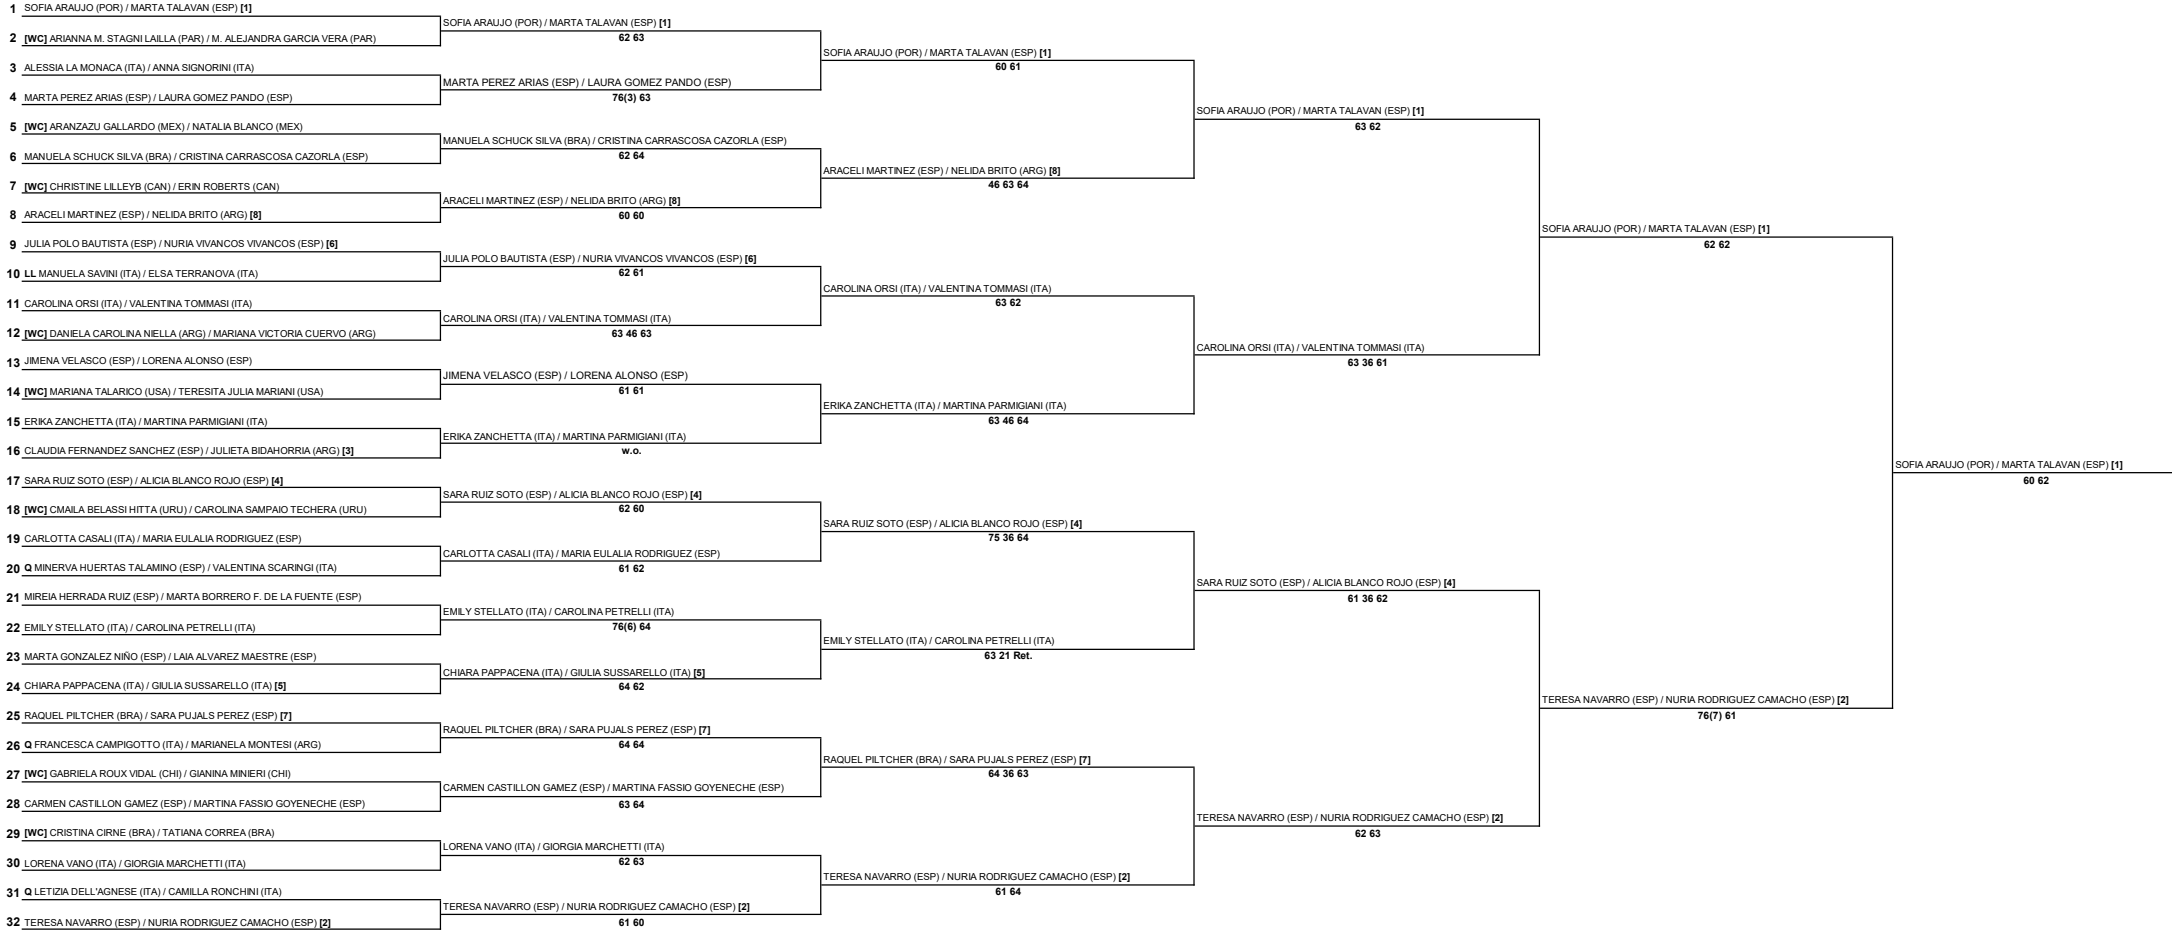 1 SOFIA ARAUJO (POR) / MARTA TALAVAN (ESP) [1]
2 [WC] ARIANNA M. STAGNI LAILLA (PAR) / M. ALEJANDRA GARCIA VERA (PAR)
3 ALESSIA LA MONACA (ITA) / ANNA SIGNORINI (ITA)
4 MARTA PEREZ ARIAS (ESP) / LAURA GOMEZ PANDO (ESP)
5 [WC] ARANZAZU GALLARDO (MEX) / NATALIA BLANCO (MEX)
6 MANUELA SCHUCK SILVA (BRA) / CRISTINA CARRASCOSA CAZORLA (ESP)
7 [WC] CHRISTINE LILLEYB (CAN) / ERIN ROBERTS (CAN)
8 ARACELI MARTINEZ (ESP) / NELIDA BRITO (ARG) [8]
9 JULIA POLO BAUTISTA (ESP) / NURIA VIVANCOS VIVANCOS (ESP) [6]
10 LL MANUELA SAVINI (ITA) / ELSA TERRANOVA (ITA)
11 CAROLINA ORSI (ITA) / VALENTINA TOMMASI (ITA)
12 [WC] DANIELA CAROLINA NIELLA (ARG) / MARIANA VICTORIA CUERVO (ARG)
13 JIMENA VELASCO (ESP) / LORENA ALONSO (ESP)
14 [WC] MARIANA TALARICO (USA) / TERESITA JULIA MARIANI (USA)
15 ERIKA ZANCHETTA (ITA) / MARTINA PARMIGIANI (ITA)
16 CLAUDIA FERNANDEZ SANCHEZ (ESP) / JULIETA BIDAHORRIA (ARG) [3]
17 SARA RUIZ SOTO (ESP) / ALICIA BLANCO ROJO (ESP) [4]
18 [WC] CMAILA BELASSI HITTA (URU) / CAROLINA SAMPAIO TECHERA (URU)
19 CARLOTTA CASALI (ITA) / MARIA EULALIA RODRIGUEZ (ESP)
20 Q MINERVA HUERTAS TALAMINO (ESP) / VALENTINA SCARINGI (ITA)
21 MIREIA HERRADA RUIZ (ESP) / MARTA BORRERO F. DE LA FUENTE (ESP)
22 EMILY STELLATO (ITA) / CAROLINA PETRELLI (ITA)
23 MARTA GONZALEZ NIÑO (ESP) / LAIA ALVAREZ MAESTRE (ESP)
24 CHIARA PAPPACENA (ITA) / GIULIA SUSSARELLO (ITA) [5]
25 RAQUEL PILTCHER (BRA) / SARA PUJALS PEREZ (ESP) [7]
26 Q FRANCESCA CAMPIGOTTO (ITA) / MARIANELA MONTESI (ARG)
27 [WC] GABRIELA ROUX VIDAL (CHI) / GIANINA MINIERI (CHI)
28 CARMEN CASTILLON GAMEZ (ESP) / MARTINA FASSIO GOYENECHE (ESP)
29 [WC] CRISTINA CIRNE (BRA) / TATIANA CORREA (BRA)
30 LORENA VANO (ITA) / GIORGIA MARCHETTI (ITA)
31 Q LETIZIA DELL'AGNESE (ITA) / CAMILLA RONCHINI (ITA)
32 TERESA NAVARRO (ESP) / NURIA RODRIGUEZ CAMACHO (ESP) [2]
SOFIA ARAUJO (POR) / MARTA TALAVAN (ESP) [1]
62 63
MARTA PEREZ ARIAS (ESP) / LAURA GOMEZ PANDO (ESP)
76(3) 63
MANUELA SCHUCK SILVA (BRA) / CRISTINA CARRASCOSA CAZORLA (ESP)
62 64
ARACELI MARTINEZ (ESP) / NELIDA BRITO (ARG) [8]
60 60
JULIA POLO BAUTISTA (ESP) / NURIA VIVANCOS VIVANCOS (ESP) [6]
62 61
CAROLINA ORSI (ITA) / VALENTINA TOMMASI (ITA)
63 46 63
JIMENA VELASCO (ESP) / LORENA ALONSO (ESP)
61 61
ERIKA ZANCHETTA (ITA) / MARTINA PARMIGIANI (ITA)
w.o.
SARA RUIZ SOTO (ESP) / ALICIA BLANCO ROJO (ESP) [4]
62 60
CARLOTTA CASALI (ITA) / MARIA EULALIA RODRIGUEZ (ESP)
61 62
EMILY STELLATO (ITA) / CAROLINA PETRELLI (ITA)
76(6) 64
CHIARA PAPPACENA (ITA) / GIULIA SUSSARELLO (ITA) [5]
64 62
RAQUEL PILTCHER (BRA) / SARA PUJALS PEREZ (ESP) [7]
64 64
CARMEN CASTILLON GAMEZ (ESP) / MARTINA FASSIO GOYENECHE (ESP)
63 64
LORENA VANO (ITA) / GIORGIA MARCHETTI (ITA)
62 63
TERESA NAVARRO (ESP) / NURIA RODRIGUEZ CAMACHO (ESP) [2]
61 60
SOFIA ARAUJO (POR) / MARTA TALAVAN (ESP) [1]
60 61
ARACELI MARTINEZ (ESP) / NELIDA BRITO (ARG) [8]
46 63 64
CAROLINA ORSI (ITA) / VALENTINA TOMMASI (ITA)
63 62
ERIKA ZANCHETTA (ITA) / MARTINA PARMIGIANI (ITA)
63 46 64
SARA RUIZ SOTO (ESP) / ALICIA BLANCO ROJO (ESP) [4]
75 36 64
EMILY STELLATO (ITA) / CAROLINA PETRELLI (ITA)
63 21 Ret.
RAQUEL PILTCHER (BRA) / SARA PUJALS PEREZ (ESP) [7]
64 36 63
TERESA NAVARRO (ESP) / NURIA RODRIGUEZ CAMACHO (ESP) [2]
61 64
SOFIA ARAUJO (POR) / MARTA TALAVAN (ESP) [1]
63 62
CAROLINA ORSI (ITA) / VALENTINA TOMMASI (ITA)
63 36 61
SARA RUIZ SOTO (ESP) / ALICIA BLANCO ROJO (ESP) [4]
61 36 62
TERESA NAVARRO (ESP) / NURIA RODRIGUEZ CAMACHO (ESP) [2]
62 63
SOFIA ARAUJO (POR) / MARTA TALAVAN (ESP) [1]
62 62
TERESA NAVARRO (ESP) / NURIA RODRIGUEZ CAMACHO (ESP) [2]
76(7) 61
SOFIA ARAUJO (POR) / MARTA TALAVAN (ESP) [1]
60 62